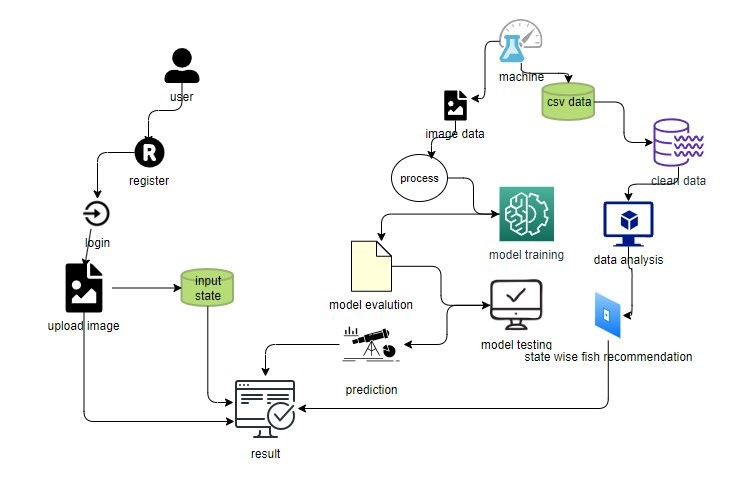 machine
user
csv data
image data
R
register
process
clean data
login
model training
data analysis
input
state
model evalution
upload image
model testing
state wise fish recommendation
prediction
result